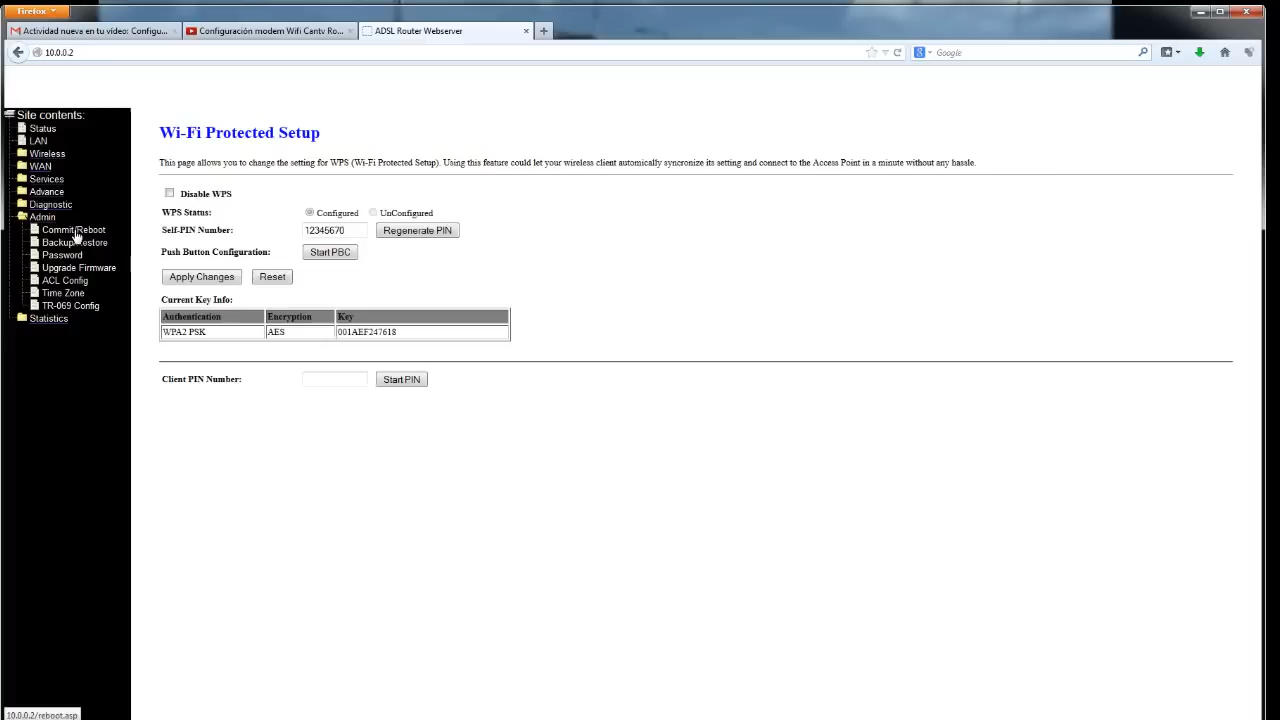 Firefox
Actividad nueva en tu vídeo: Configu...
Configuración modem Wifi Cantv Ro...
ADSL Router Webserver
10.0.0.2
Google
Site contents:
Status
LAN
Wireless
WAN
Services
Advance
Diagnostic
Admin
Commit/Reboot
Backup/Restore
Password
Upgrade Firmware
ACL Config
Time Zone
TR-069 Config
Statistics
Wi-Fi Protected Setup
This page allows you to change the setting for WPS (Wi-Fi Protected Setup). Using this feature could let your wireless client automically syncronize its setting and connect to the Access Point in a minute without any hassle.
Disable WPS
WPS Status: Configured UnConfigured
Self-PIN Number: 12345670 Regenerate PIN
Push Button Configuration: Start PBC
Apply Changes Reset
Current Key Info:
Authentication Encryption Key
WPA2 PSK AES 001AEF247618
Client PIN Number: Start PIN
10.0.0.2/reboot.asp